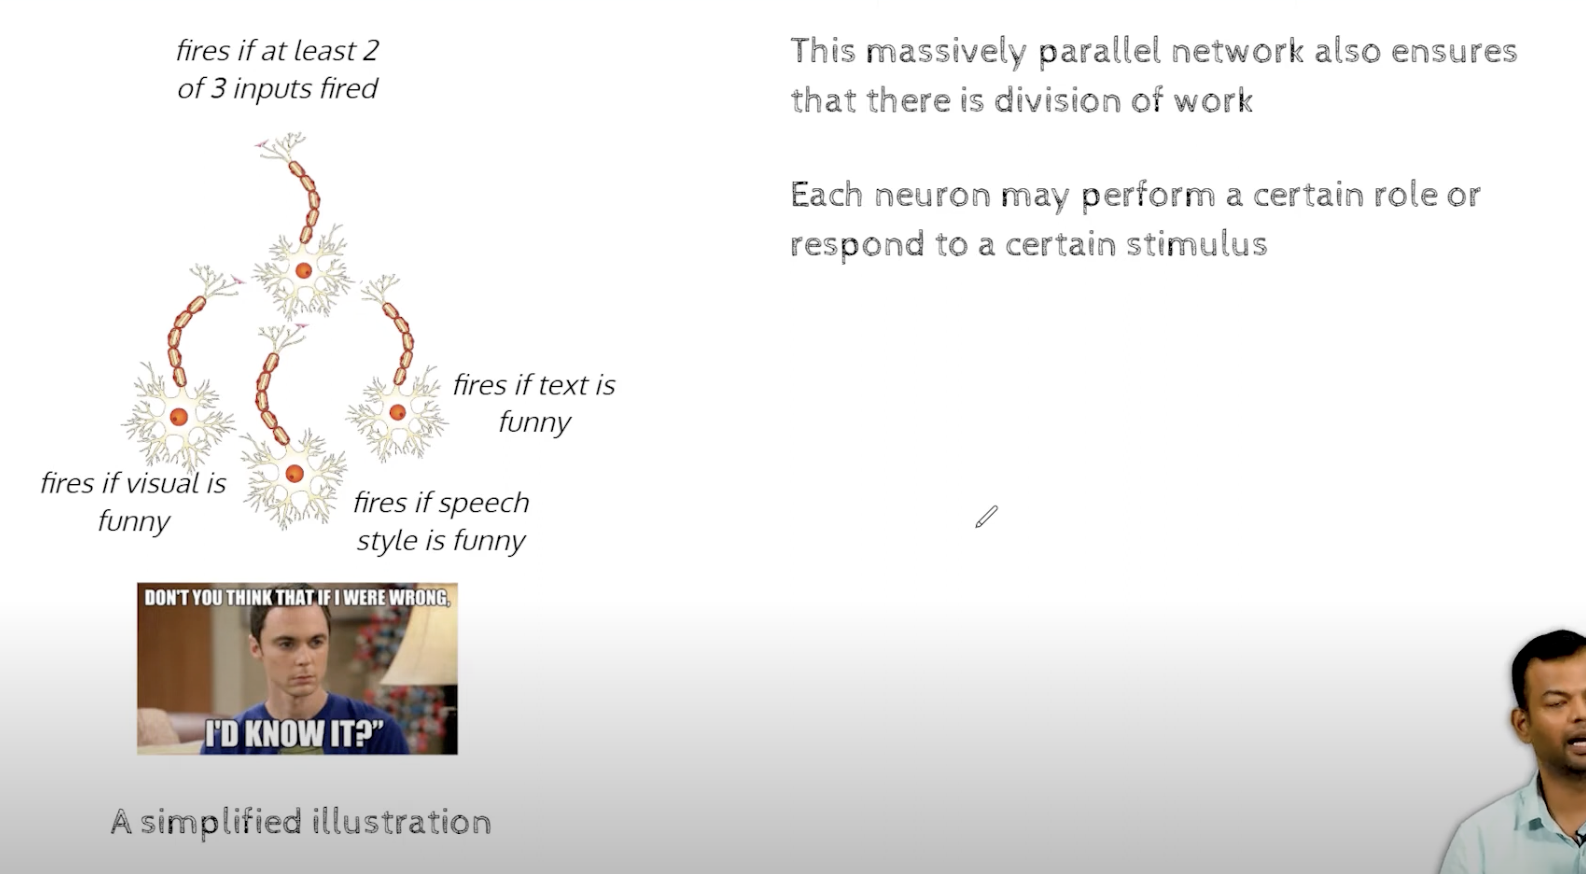 fires if at least 2
of 3 inputs fired
fires if text is
funny
fires if visual is
funny
fires if speech
style is funny
DON'T YOU THINK THAT IF I WERE WRONG,
I'D KNOW IT?”
A simplified illustration
This massively parallel network also ensures
that there is division of work
Each neuron may perform a certain role or
respond to a certain stimulus